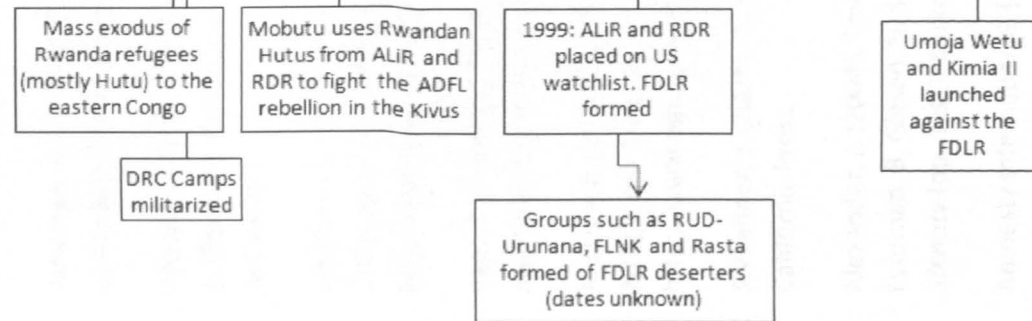 Mass exodus of
Rwanda refugees
(mostly Hutu) to the
eastern Congo
DRC Camps
militarized
Mobutu uses Rwandan
Hutus from ALiR and
RDR to fight the ADFL
rebellion in the Kivus
1999: ALiR and RDR
placed on US
watchlist. FDLR
formed
Groups such as RUD-
Urunana, FLNK and Rasta
formed of FDLR deserters
(dates unknown)
Umoja Wetu
and Kimia II
launched
against the
FDLR